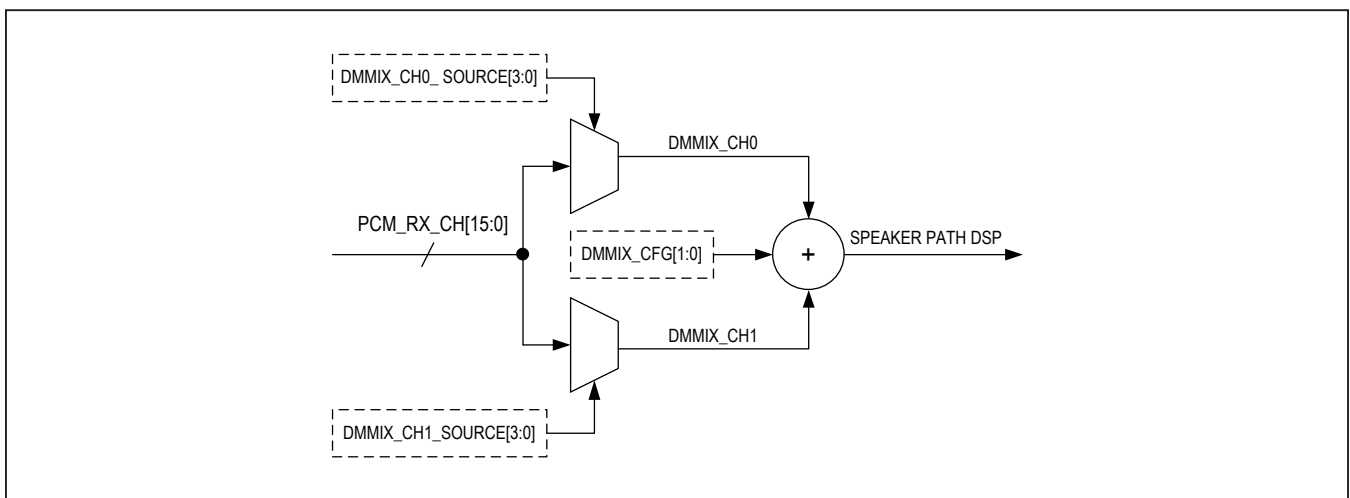 DMMIX_CH0_ SOURCE[3:0]
DMMIX_CH0
PCM_RX_CH[15:0]
DMMIX_CFG[1:0]
+
SPEAKER PATH DSP
DMMIX_CH1
DMMIX_CH1_SOURCE[3:0]